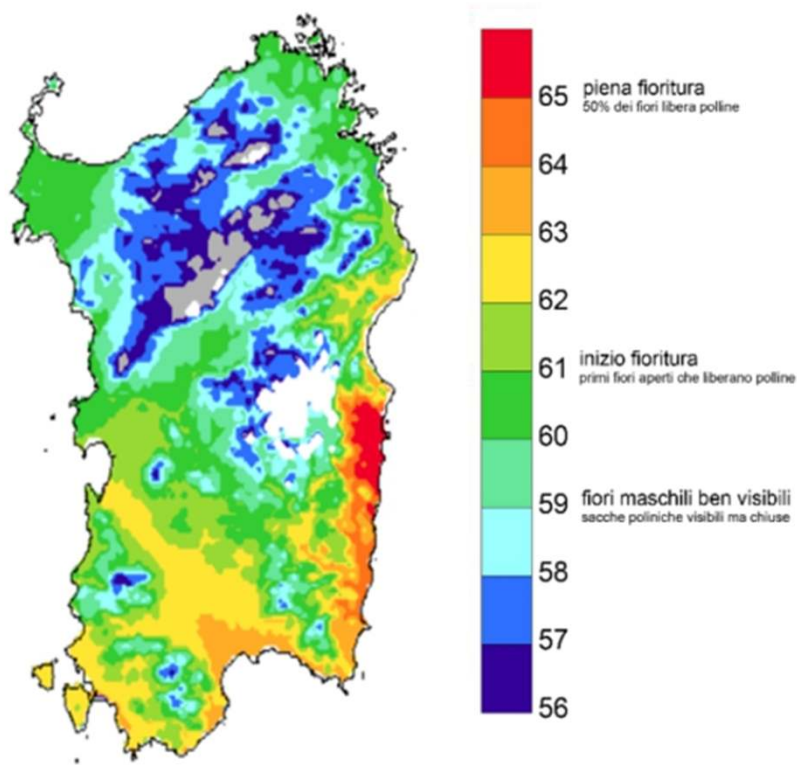 65
piena fioritura
50% dei fiori libera polline
64
63
62
61
inizio fioritura
primi fiori aperti che liberano polline
60
59
fiori maschili ben visibili
sacche poliniche visibili ma chiuse
58
57
56